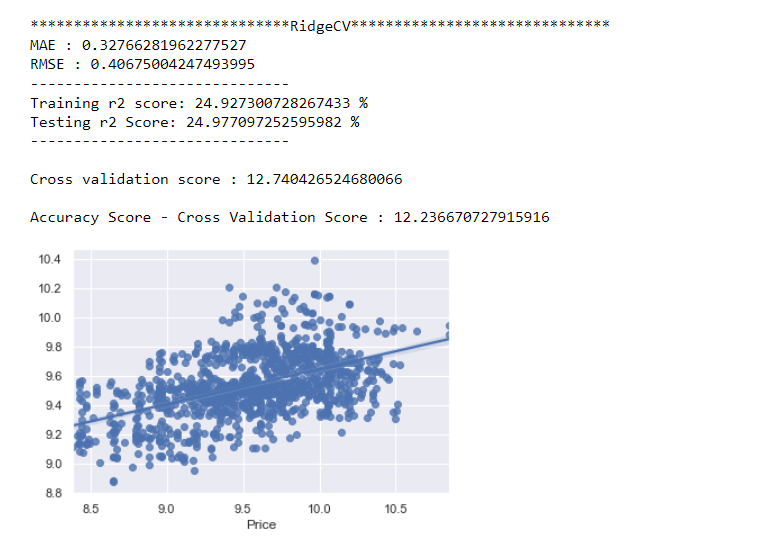 ******************************RidgeCV******************************
MAE : 0.32766281962277527
RMSE : 0.40675004247493995
------------------------------
Training r2 score: 24.927300728267433 %
Testing r2 Score: 24.977097252595982 %
------------------------------
Cross validation score : 12.740426524680066
Accuracy Score - Cross Validation Score : 12.236670727915916
10.4
10.2
10.0
9.8
9.6
9.4
9.2
9.0
8.8
8.5 9.0 9.5 10.0 10.5
Price